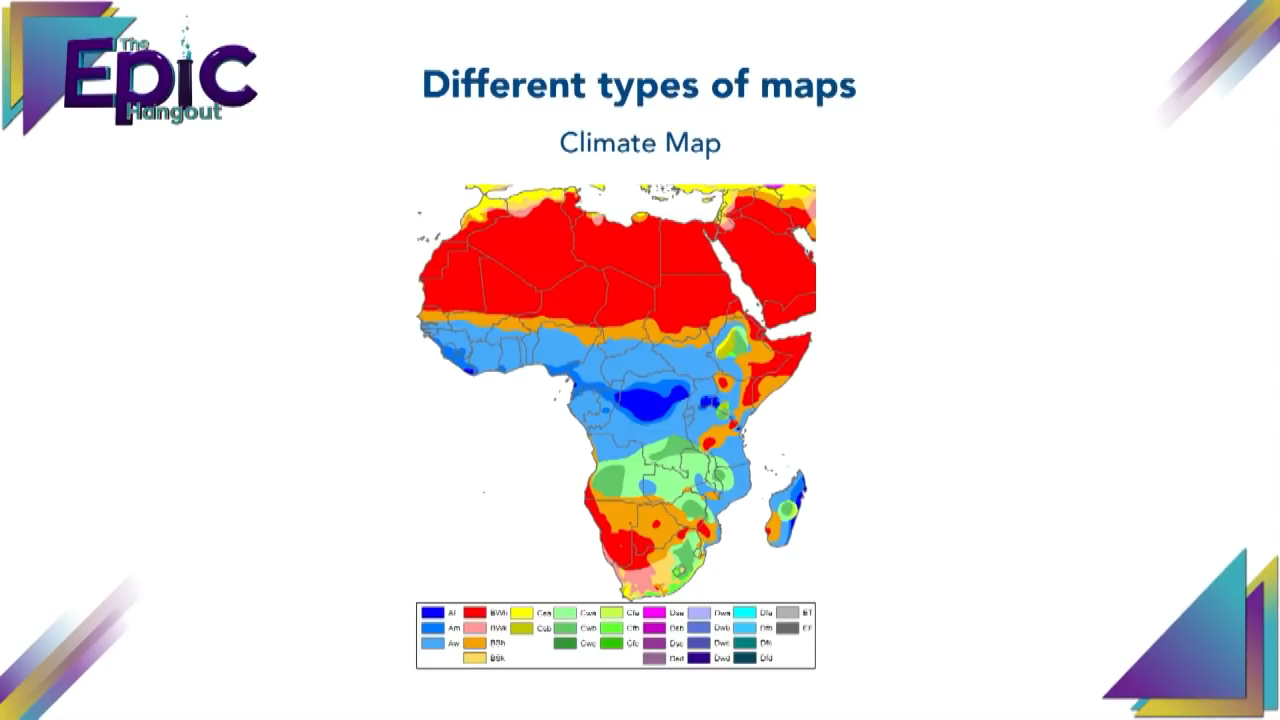 The
Epic
Hangout
Different types of maps
Climate Map
Af BWh Csa Cwa Cfa Dsa Dwa Dfa ET
Am BWk Csb Cwb Cfb Dsb Dwb Dfb EF
Aw BSh Cwc Cfc Dsc Dwc Dfc
BSk Dsd Dwd Dfd